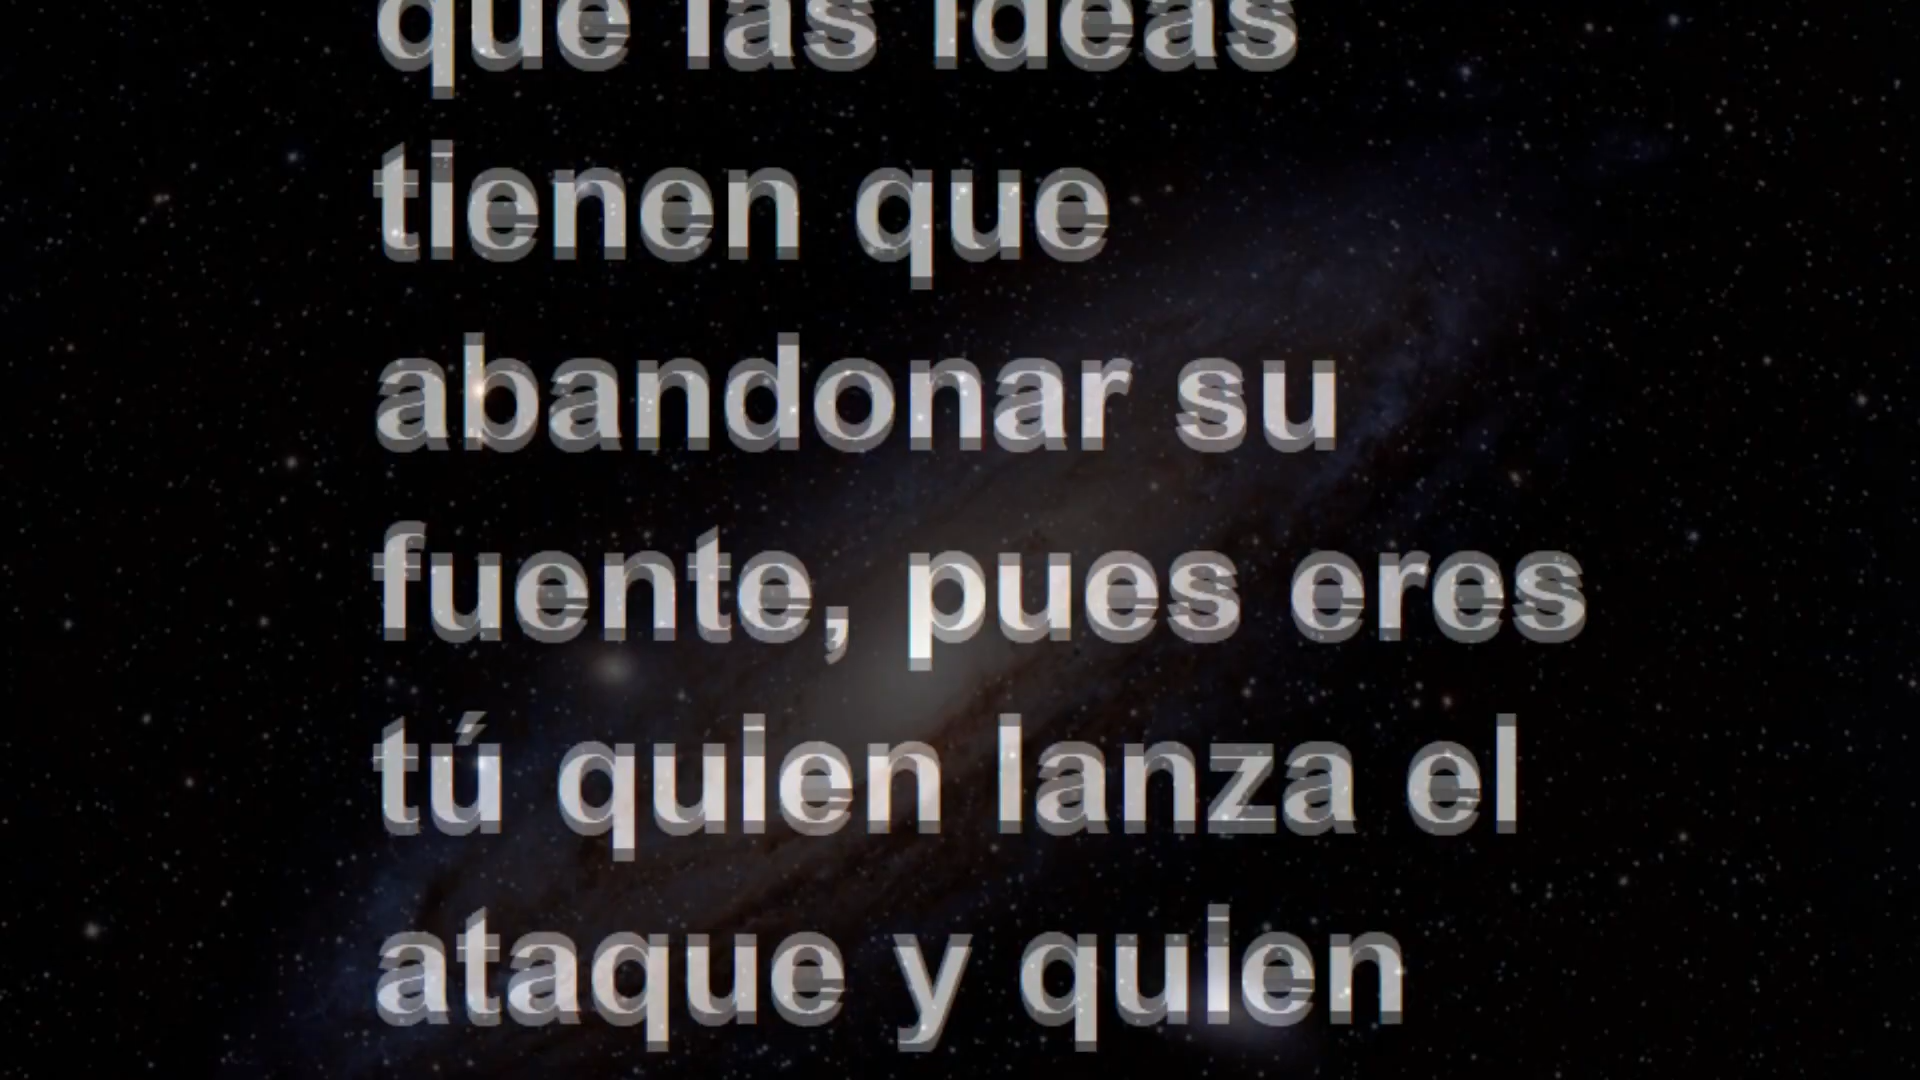 que las ideas
tienen que
abandonar su
fuente, pues eres
tú quien lanza el
ataque y quien